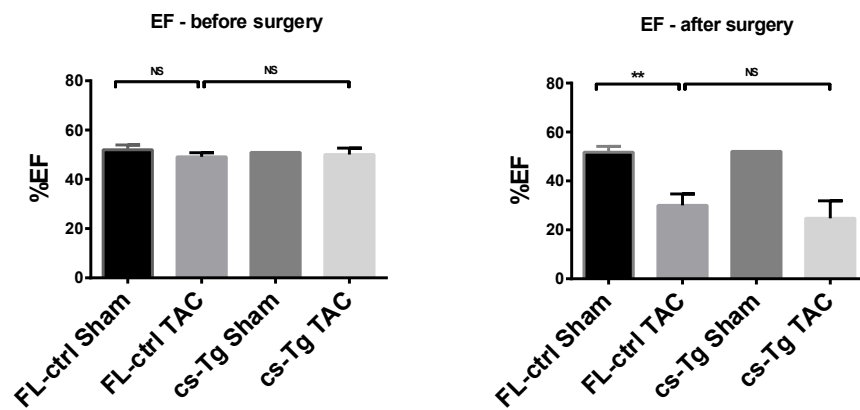 EF - before surgery
NS
NS
80
60
40
20
0
%EF
FL-ctrl Sham
FL-ctrl TAC
cs-Tg Sham
cs-Tg TAC
EF - after surgery
**
NS
80
60
40
20
0
%EF
FL-ctrl Sham
FL-ctrl TAC
cs-Tg Sham
cs-Tg TAC